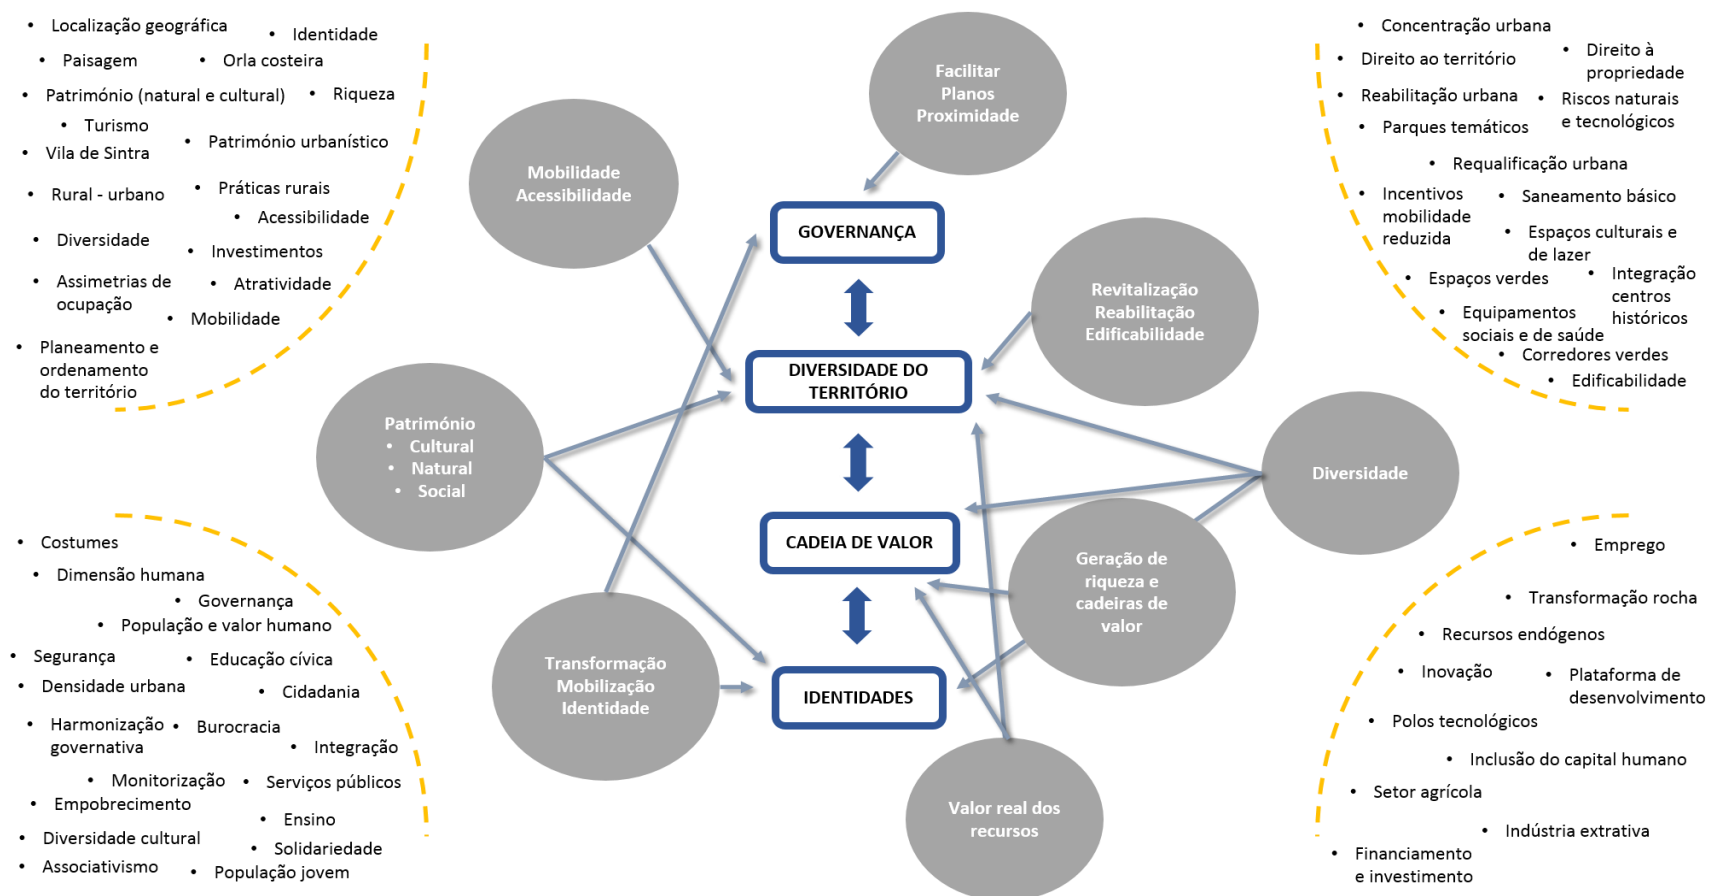 • Localização geográfica
• Identidade
• Paisagem
• Orla costeira
• Património (natural e cultural)
• Riqueza
• Turismo
• Património urbanístico
• Vila de Sintra
• Rural - urbano
• Práticas rurais
• Acessibilidade
• Diversidade
• Investimentos
• Assimetrias de
ocupação
• Atratividade
• Mobilidade
• Planeamento e
ordenamento
do território
• Concentração urbana
• Direito ao território
• Direito à
propriedade
• Reabilitação urbana
• Riscos naturais
e tecnológicos
• Parques temáticos
• Requalificação urbana
• Incentivos
mobilidade
reduzida
• Saneamento básico
• Espaços culturais e
de lazer
• Espaços verdes
• Integração
centros
históricos
• Equipamentos
sociais e de saúde
• Corredores verdes
• Edificabilidade
Facilitar
Planos
Proximidade
Mobilidade
Acessibilidade
GOVERNANÇA
Revitalização
Reabilitação
Edificabilidade
DIVERSIDADE DO
TERRITÓRIO
Património
• Cultural
• Natural
• Social
Diversidade
CADEIA DE VALOR
Geração de
riqueza e
cadeiras de
valor
Transformação
Mobilização
Identidade
IDENTIDADES
Valor real dos
recursos
• Costumes
• Dimensão humana
• Governança
• População e valor humano
• Segurança
• Educação cívica
• Densidade urbana
• Cidadania
• Harmonização
governativa
• Burocracia
• Integração
• Monitorização
• Serviços públicos
• Empobrecimento
• Ensino
• Diversidade cultural
• Solidariedade
• Associativismo
• População jovem
• Emprego
• Transformação rocha
• Recursos endógenos
• Inovação
• Plataforma de
desenvolvimento
• Polos tecnológicos
• Inclusão do capital humano
• Setor agrícola
• Indústria extrativa
• Financiamento
e investimento